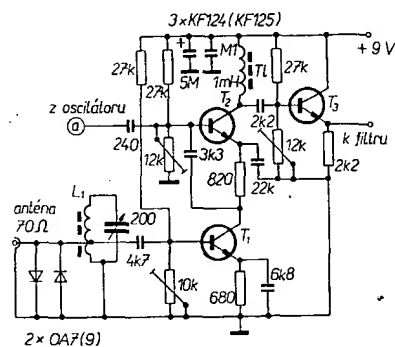 3×KF124 (KF125)
+ 9 V
27k
27k
5M
M1
1mH
Tl
27k
T2
2k2
T3
z oscilátoru
a
240
12k
3k3
820
22k
12k
k filtru
2k2
L1
anténa
70Ω
200
4k7
T1
10k
680
6k8
2× OA7(9)